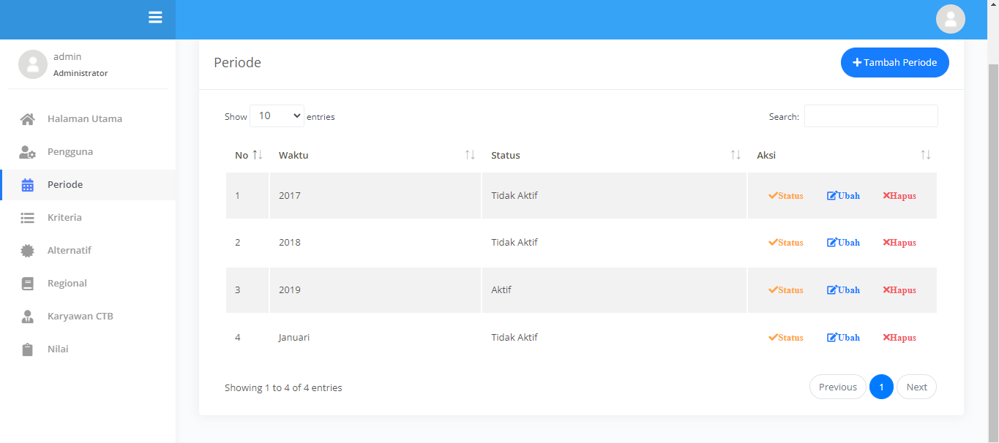 admin
Administrator
Halaman Utama
Pengguna
Periode
Kriteria
Alternatif
Regional
Karyawan CTB
Nilai
Periode
Tambah Periode
Show 10 entries
Search:
No Waktu Status Aksi
1 2017 Tidak Aktif Status Ubah Hapus
2 2018 Tidak Aktif Status Ubah Hapus
3 2019 Aktif Status Ubah Hapus
4 Januari Tidak Aktif Status Ubah Hapus
Showing 1 to 4 of 4 entries
Previous 1 Next